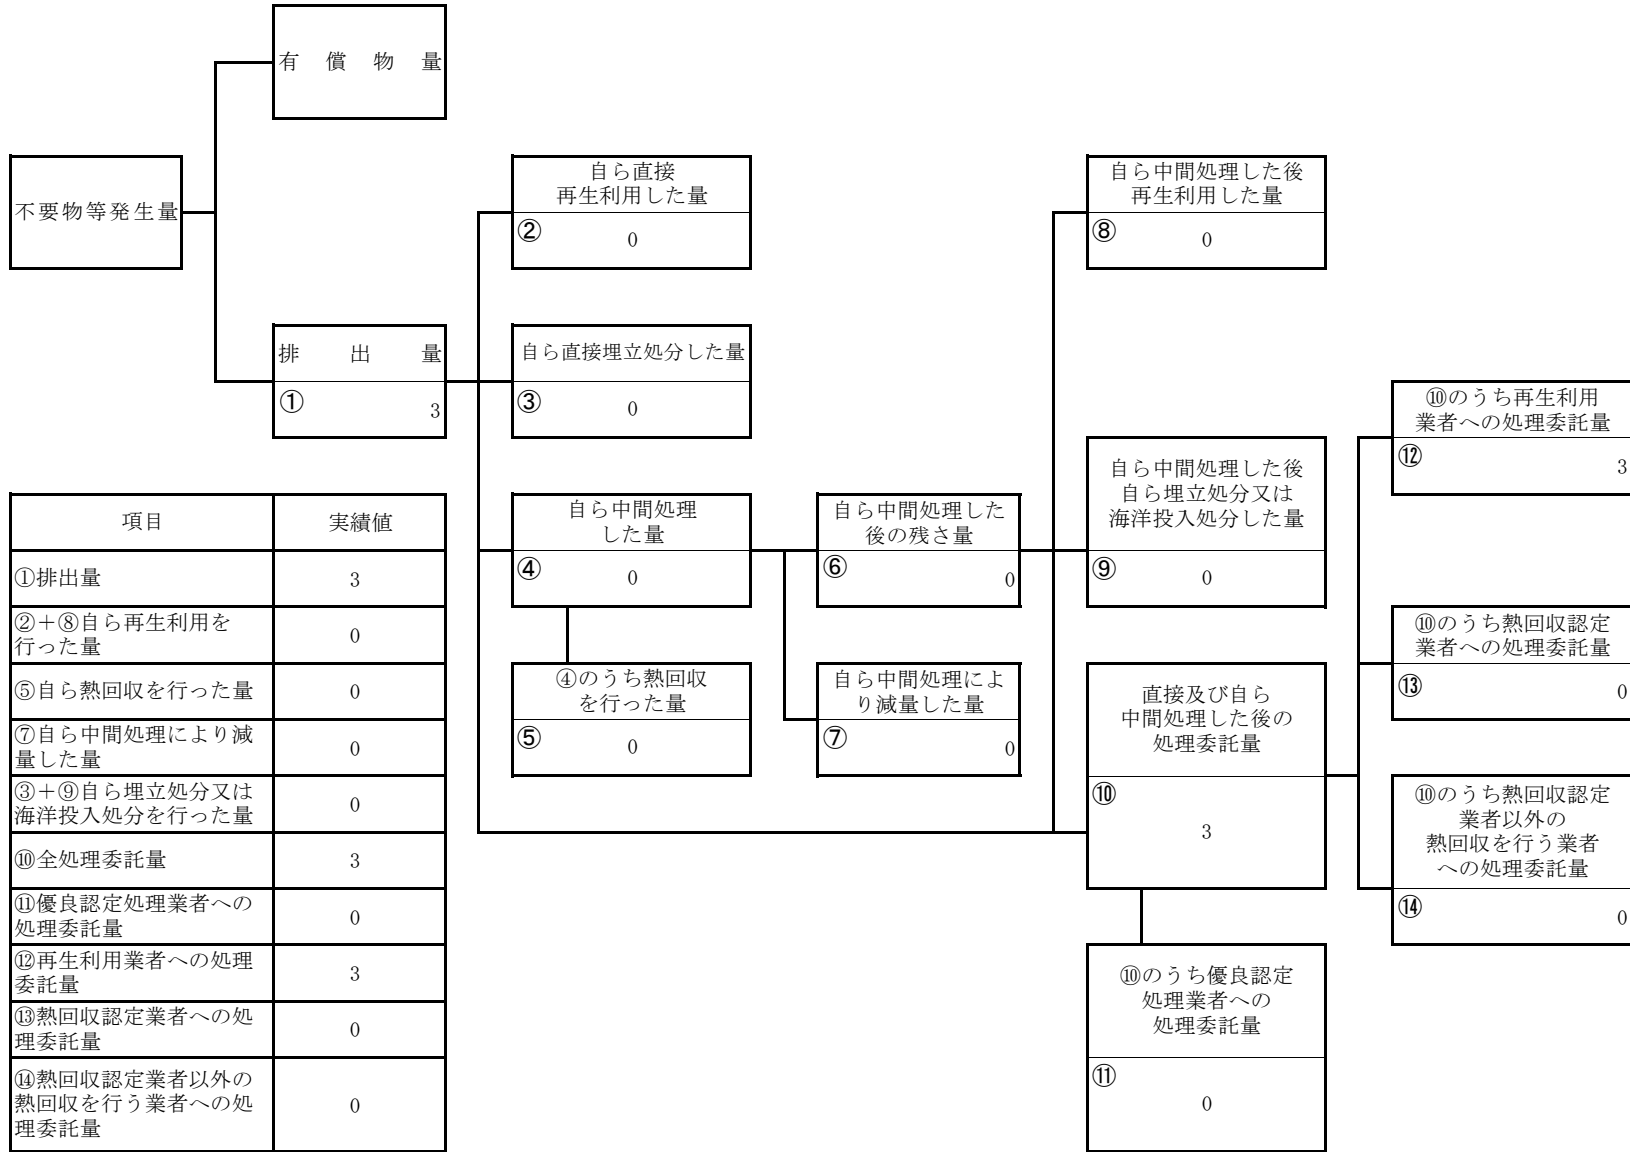 有償物量
不要物等発生量
排出量
①
3
自ら直接
再生利用した量
②
0
自ら直接埋立処分した量
③
0
自ら中間処理
した量
④
0
④のうち熱回収
を行った量
⑤
0
自ら中間処理した
後の残さ量
⑥
0
自ら中間処理によ
り減量した量
⑦
0
自ら中間処理した後
再生利用した量
⑧
0
自ら中間処理した後
自ら埋立処分又は
海洋投入処分した量
⑨
0
直接及び自ら
中間処理した後の
処理委託量
⑩
3
⑩のうち優良認定
処理業者への
処理委託量
⑪
0
⑩のうち再生利用
業者への処理委託量
⑫
3
⑩のうち熱回収認定
業者への処理委託量
⑬
0
⑩のうち熱回収認定
業者以外の
熱回収を行う業者
への処理委託量
⑭
0
項目 実績値
①排出量 3
②＋⑧自ら再生利用を
行った量 0
⑤自ら熱回収を行った量 0
⑦自ら中間処理により減
量した量 0
③＋⑨自ら埋立処分又は
海洋投入処分を行った量 0
⑩全処理委託量 3
⑪優良認定処理業者への
処理委託量 0
⑫再生利用業者への処理
委託量 3
⑬熱回収認定業者への処
理委託量 0
⑭熱回収認定業者以外の
熱回収を行う業者への処
理委託量 0